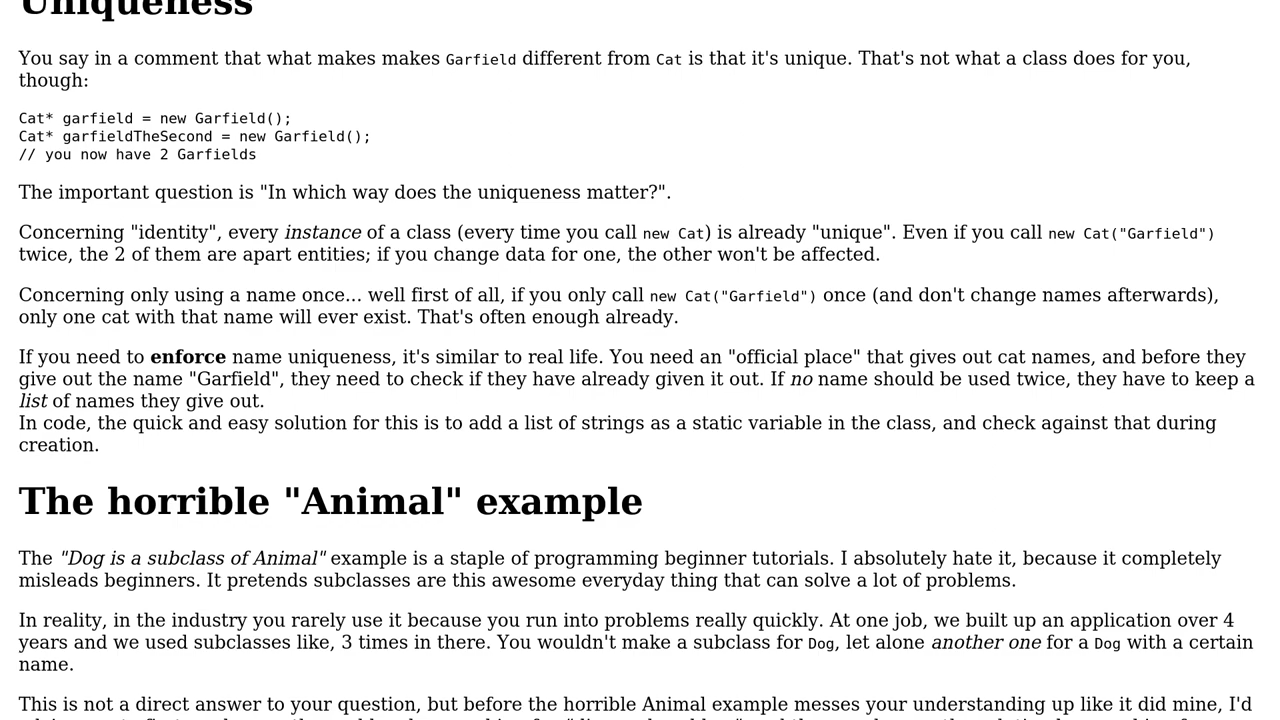 Uniqueness
You say in a comment that what makes makes Garfield different from Cat is that it's unique. That's not what a class does for you,
though:
Cat* garfield = new Garfield();
Cat* garfieldTheSecond = new Garfield();
// you now have 2 Garfields
The important question is "In which way does the uniqueness matter?".
Concerning "identity", every instance of a class (every time you call new Cat) is already "unique". Even if you call new Cat("Garfield")
twice, the 2 of them are apart entities; if you change data for one, the other won't be affected.
Concerning only using a name once... well first of all, if you only call new Cat("Garfield") once (and don't change names afterwards),
only one cat with that name will ever exist. That's often enough already.
If you need to enforce name uniqueness, it's similar to real life. You need an "official place" that gives out cat names, and before they
give out the name "Garfield", they need to check if they have already given it out. If no name should be used twice, they have to keep a
list of names they give out.
In code, the quick and easy solution for this is to add a list of strings as a static variable in the class, and check against that during
creation.
The horrible "Animal" example
The "Dog is a subclass of Animal" example is a staple of programming beginner tutorials. I absolutely hate it, because it completely
misleads beginners. It pretends subclasses are this awesome everyday thing that can solve a lot of problems.
In reality, in the industry you rarely use it because you run into problems really quickly. At one job, we built up an application over 4
years and we used subclasses like, 3 times in there. You wouldn't make a subclass for Dog, let alone another one for a Dog with a certain
name.
This is not a direct answer to your question, but before the horrible Animal example messes your understanding up like it did mine, I'd